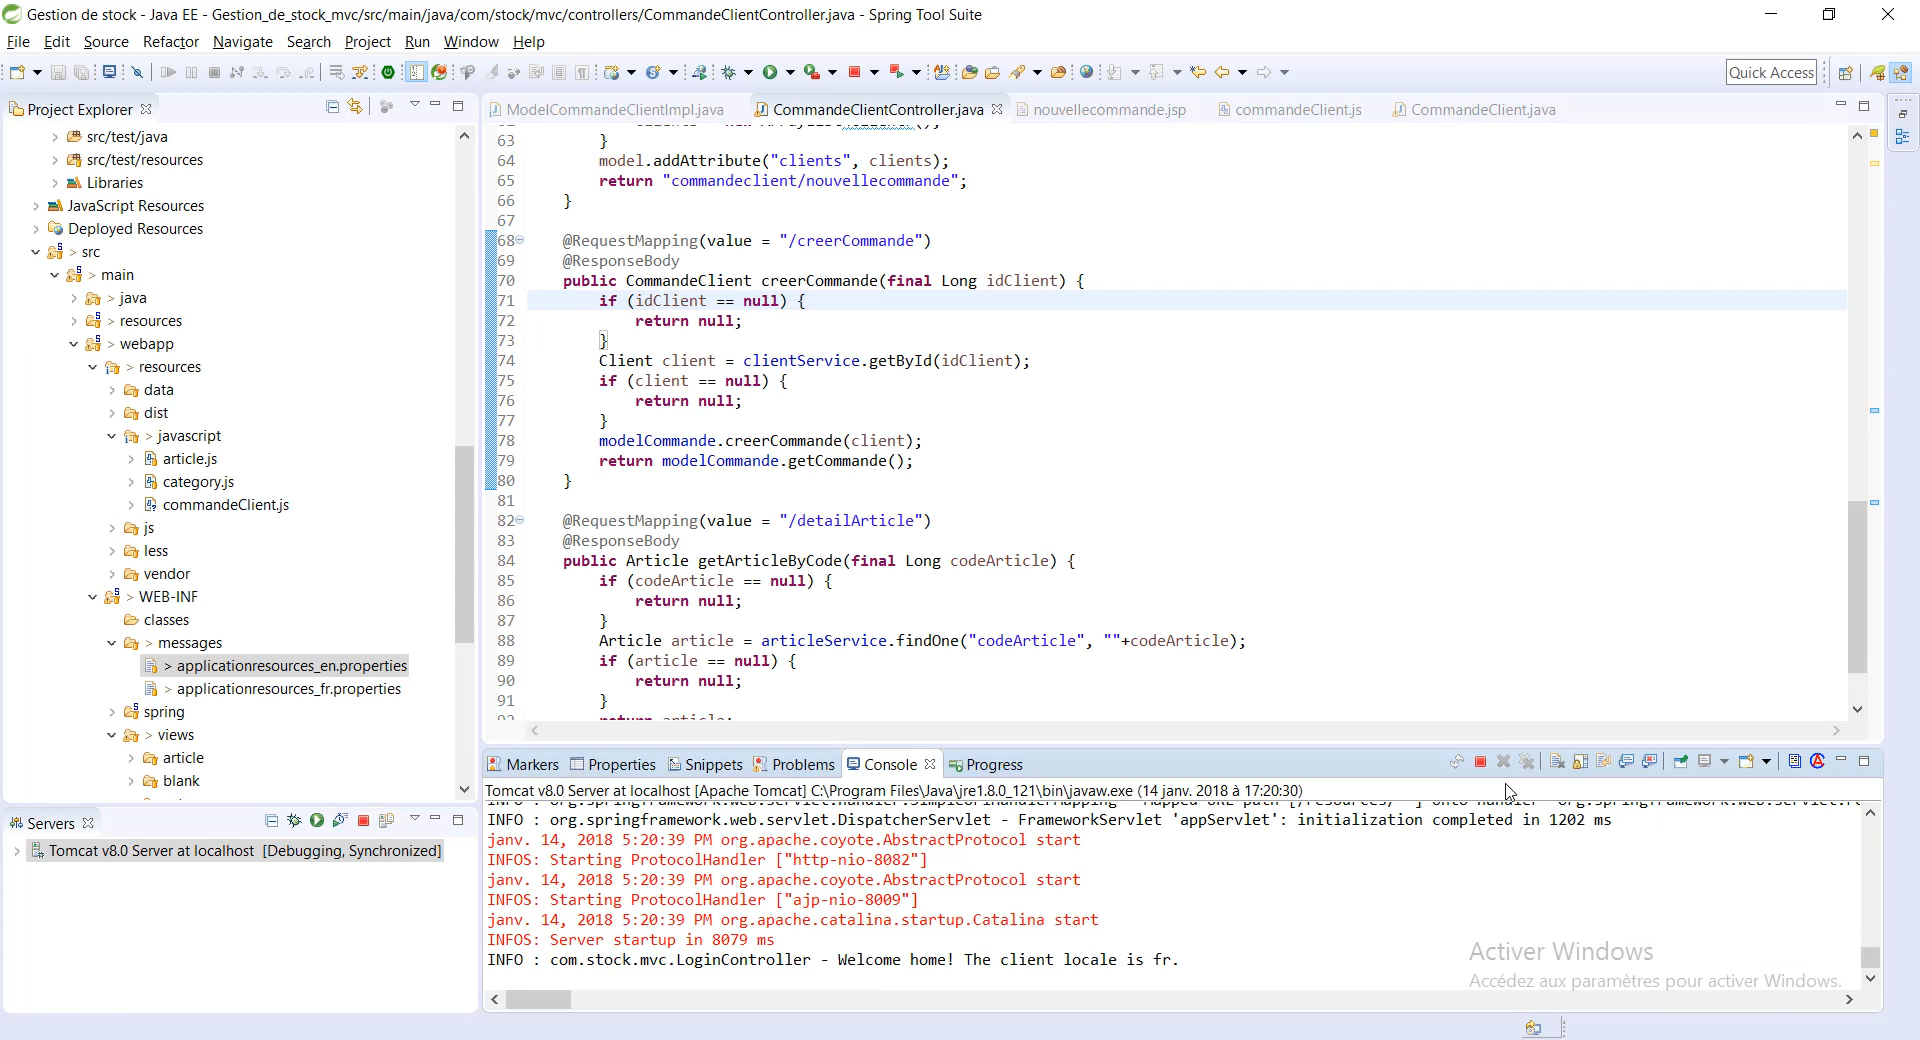 Gestion de stock - Java EE - Gestion_de_stock_mvc/src/main/java/com/stock/mvc/controllers/CommandeClientController.java - Spring Tool Suite
File Edit Source Refactor Navigate Search Project Run Window Help
Quick Access
Project Explorer
ModelCommandeClientImpl.java CommandeClientController.java nouvellecommande.jsp commandeClient.js CommandeClient.java
src/test/java
src/test/resources
Libraries
JavaScript Resources
Deployed Resources
> src
> main
> java
> resources
> webapp
> resources
> data
> dist
> javascript
article.js
category.js
commandeClient.js
> js
> less
> vendor
> WEB-INF
classes
> messages
> applicationresources_en.properties
> applicationresources_fr.properties
spring
> views
article
blank
63 }
64 model.addAttribute("clients", clients);
65 return "commandeclient/nouvellecommande";
66 }
67
68 @RequestMapping(value = "/creerCommande")
69 @ResponseBody
70 public CommandeClient creerCommande(final Long idClient) {
71 if (idClient == null) {
72 return null;
73 }
74 Client client = clientService.getById(idClient);
75 if (client == null) {
76 return null;
77 }
78 modelCommande.creerCommande(client);
79 return modelCommande.getCommande();
80 }
81
82 @RequestMapping(value = "/detailArticle")
83 @ResponseBody
84 public Article getArticleByCode(final Long codeArticle) {
85 if (codeArticle == null) {
86 return null;
87 }
88 Article article = articleService.findOne("codeArticle", ""+codeArticle);
89 if (article == null) {
90 return null;
91 }
92 return article;
Servers
Tomcat v8.0 Server at localhost [Debugging, Synchronized]
Markers Properties Snippets Problems Console Progress
Tomcat v8.0 Server at localhost [Apache Tomcat] C:\Program Files\Java\jre1.8.0_121\bin\javaw.exe (14 janv. 2018 à 17:20:30)
INFO : org.springframework.web.servlet.DispatcherServlet - FrameworkServlet 'appServlet': initialization completed in 1202 ms
janv. 14, 2018 5:20:39 PM org.apache.coyote.AbstractProtocol start
INFOS: Starting ProtocolHandler ["http-nio-8082"]
janv. 14, 2018 5:20:39 PM org.apache.coyote.AbstractProtocol start
INFOS: Starting ProtocolHandler ["ajp-nio-8009"]
janv. 14, 2018 5:20:39 PM org.apache.catalina.startup.Catalina start
INFOS: Server startup in 8079 ms
INFO : com.stock.mvc.LoginController - Welcome home! The client locale is fr.
Activer Windows
Accédez aux paramètres pour activer Windows.